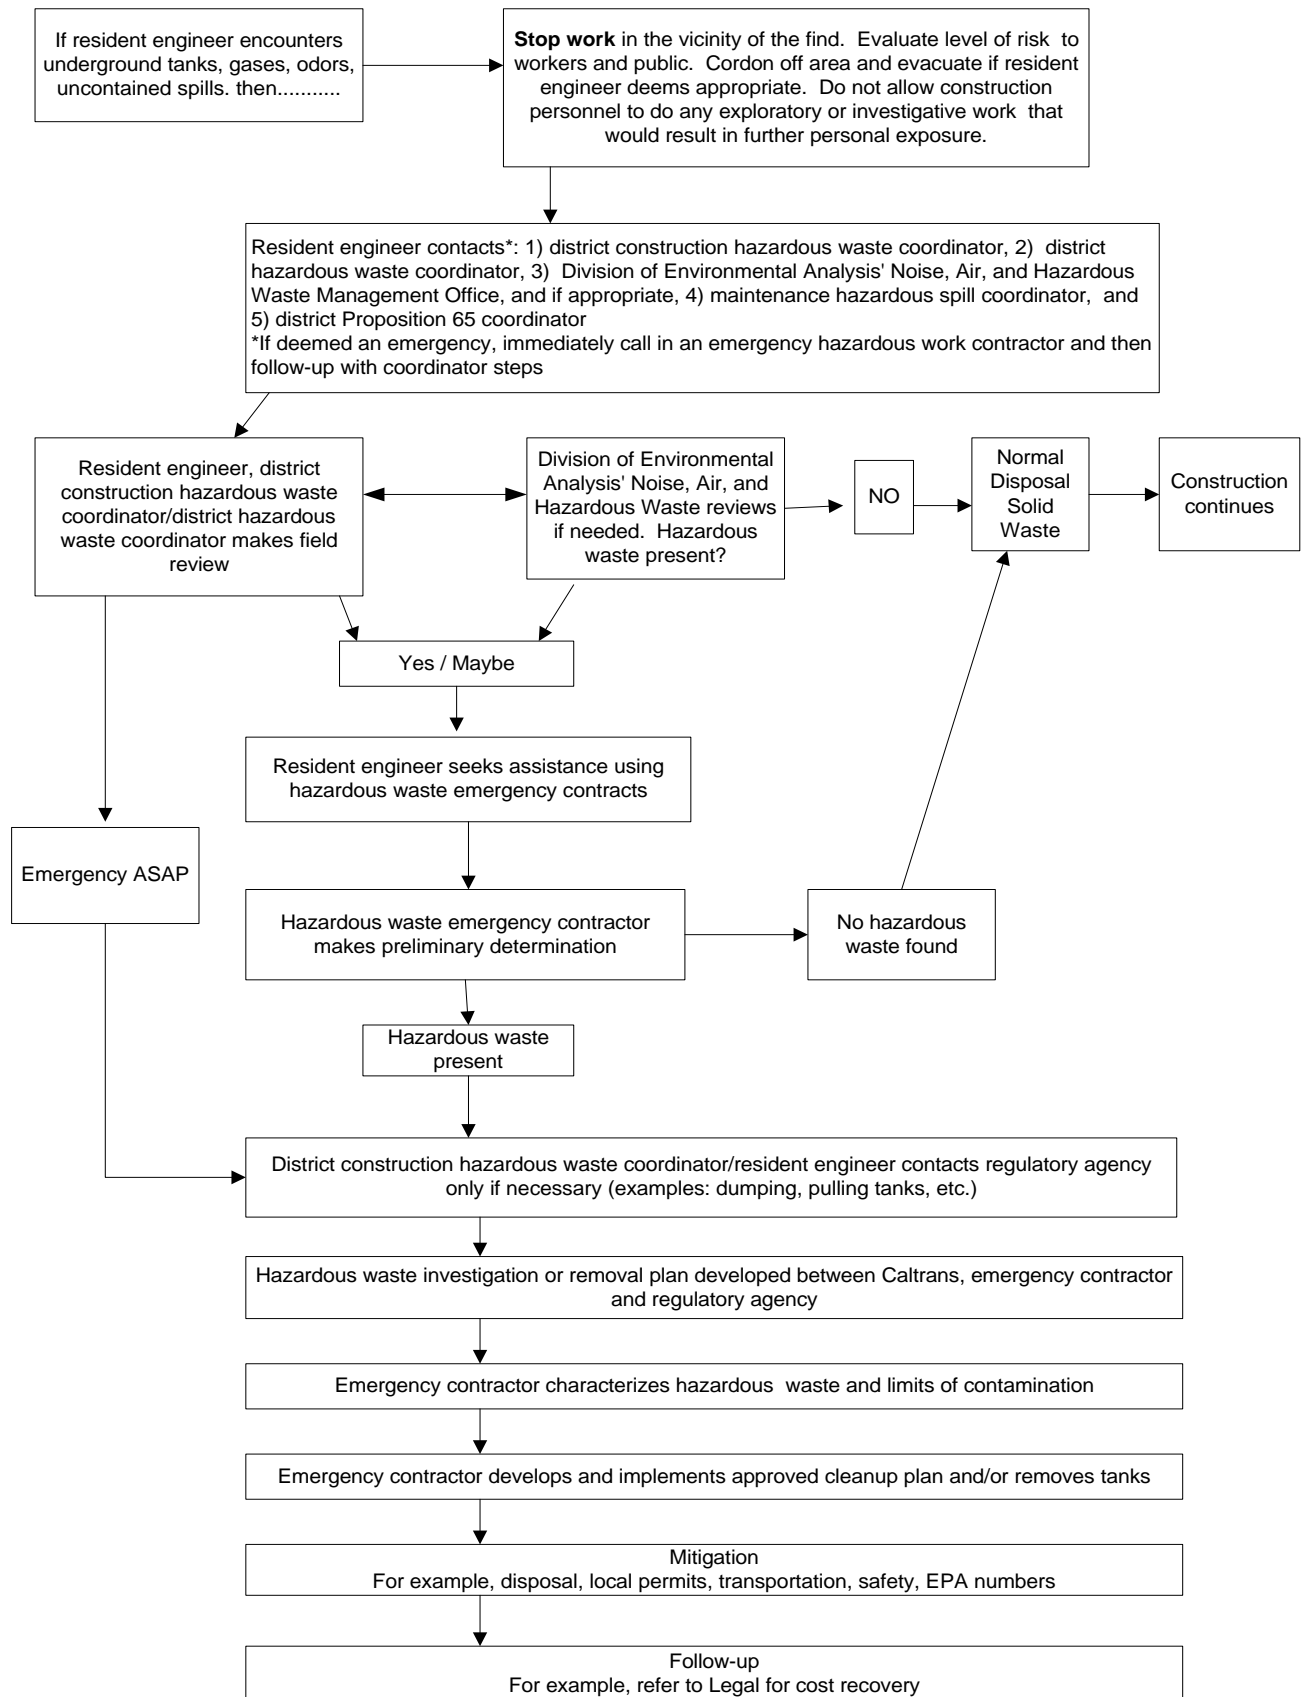 If resident engineer encounters
underground tanks, gases, odors,
uncontained spills. then...........
Stop work in the vicinity of the find.  Evaluate level of risk to
workers and public.  Cordon off area and evacuate if resident
engineer deems appropriate.  Do not allow construction
personnel to do any exploratory or investigative work  that
would result in further personal exposure.
Resident engineer contacts*: 1) district construction hazardous waste coordinator, 2)  district
hazardous waste coordinator, 3)  Division of Environmental Analysis' Noise, Air, and Hazardous
Waste Management Office, and if appropriate, 4) maintenance hazardous spill coordinator,  and
5) district Proposition 65 coordinator
*If deemed an emergency, immediately call in an emergency hazardous work contractor and then
follow-up with coordinator steps
Resident engineer, district
construction hazardous waste
coordinator/district hazardous
waste coordinator makes field
review
Division of Environmental
Analysis' Noise, Air, and
Hazardous Waste reviews
if needed.  Hazardous
waste present?
NO
Normal
Disposal
Solid
Waste
Construction
continues
Yes / Maybe
Resident engineer seeks assistance using
hazardous waste emergency contracts
Emergency ASAP
Hazardous waste emergency contractor
makes preliminary determination
No hazardous
waste found
Hazardous waste
present
District construction hazardous waste coordinator/resident engineer contacts regulatory agency
only if necessary (examples: dumping, pulling tanks, etc.)
Hazardous waste investigation or removal plan developed between Caltrans, emergency contractor
and regulatory agency
Emergency contractor characterizes hazardous  waste and limits of contamination
Emergency contractor develops and implements approved cleanup plan and/or removes tanks
Mitigation
For example, disposal, local permits, transportation, safety, EPA numbers
Follow-up
For example, refer to Legal for cost recovery